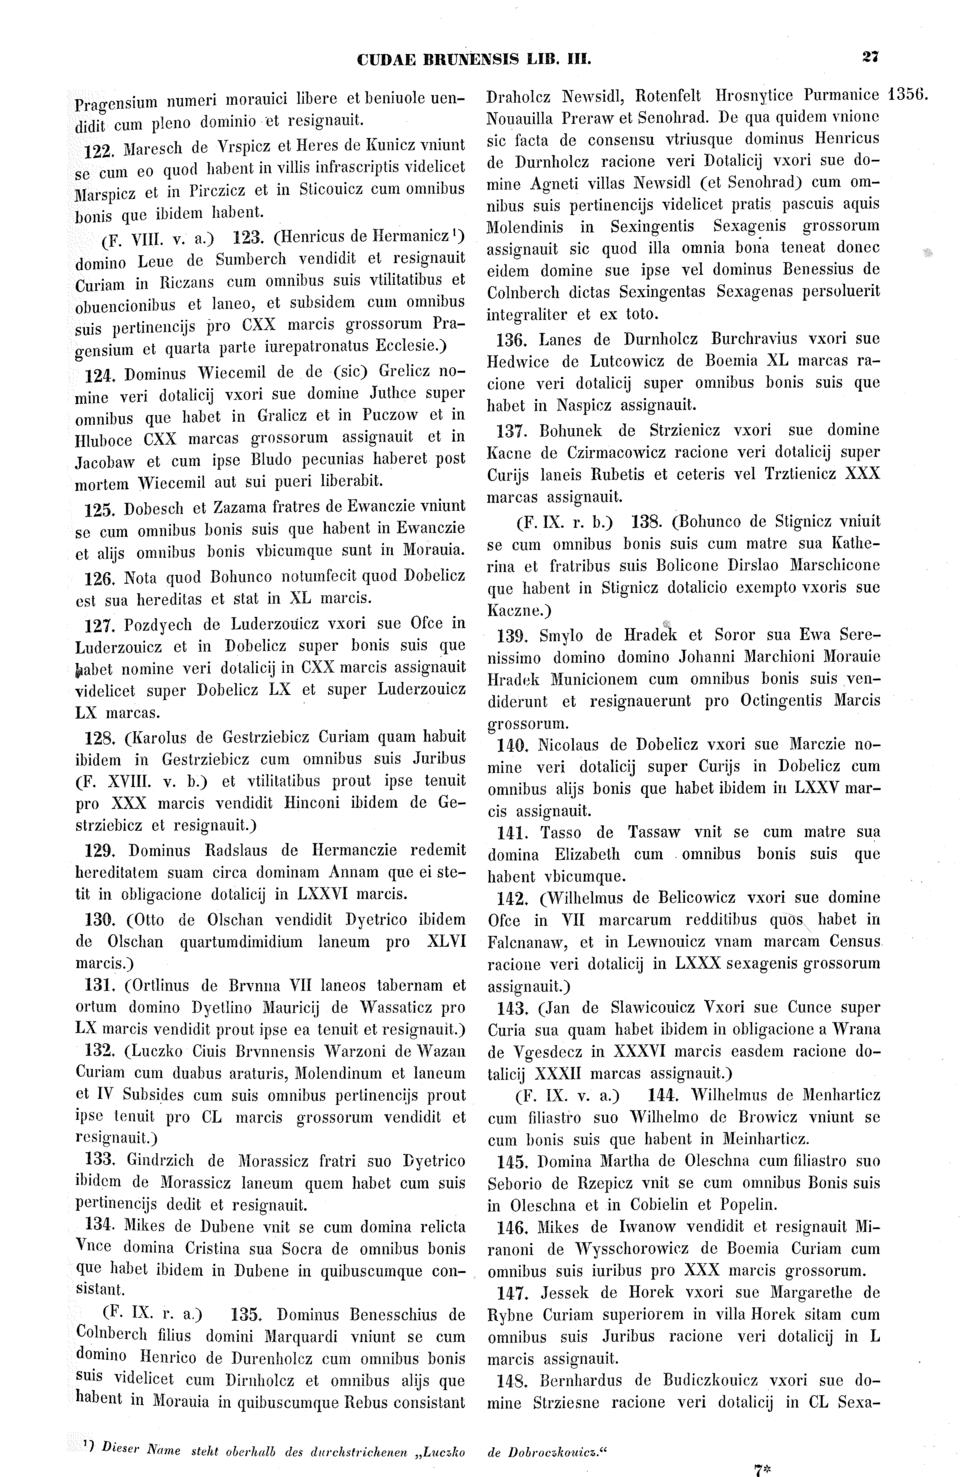 CUDAE BRUNENSIS LIB. III. 27
Pragensium numeri morauici libere et beniuole uen-
didit cum pleno dominio et resignauit.
122. Maresch de Vrspicz et Heres de Kunicz vniunt
se cum eo quod habent in villis infrascriptis videlicet
Marspicz et in Pirczicz et in Sticouicz cum omnibus
bonis que ibidem habent.
(F. VIII. v. a.) 123. (Henricus de Hermanicz ¹)
domino Leue de Sumberch vendidit et resignauit
Curiam in Riczans cum omnibus suis vtilitatibus et
obuencionibus et laneo, et subsidem cum omnibus
suis pertinencijs pro CXX marcis grossorum Pra-
gensium et quarta parte iurepatronatus Ecclesie.)
124. Dominus Wiecemil de de (sic) Grelicz no-
mine veri dotalicij vxori sue domine Juthce super
omnibus que habet in Gralicz et in Puczow et in
Hluboce CXX marcas grossorum assignauit et in
Jacobaw et cum ipse Bludo pecunias haberet post
mortem Wiecemil aut sui pueri liberabit.
125. Dobesch et Zazama fratres de Ewanczie vniunt
se cum omnibus bonis suis que habent in Ewanczie
et alijs omnibus bonis vbicumque sunt in Morauia.
126. Nota quod Bohunco notumfecit quod Dobelicz
est sua hereditas et stat in XL marcis.
127. Pozdyech de Luderzouicz vxori sue Ofce in
Luderzouicz et in Dobelicz super bonis suis que
habet nomine veri dotalicij in CXX marcis assignauit
videlicet super Dobelicz LX et super Luderzouicz
LX marcas.
128. (Karolus de Gestrziebicz Curiam quam habuit
ibidem in Gestrziebicz cum omnibus suis Juribus
(F. XVIII. v. b.) et vtilitatibus prout ipse tenuit
pro XXX marcis vendidit Hinconi ibidem de Ge-
strziebicz et resignauit.)
129. Dominus Radslaus de Hermanczie redemit
hereditatem suam circa dominam Annam que ei ste-
tit in obligacione dotalicij in LXXVI marcis.
130. (Otto de Olschan vendidit Dyetrico ibidem
de Olschan quartumdimidium laneum pro XLVI
marcis.)
131. (Ortlinus de Brvnna VII laneos tabernam et
ortum domino Dyetlino Mauricij de Wassaticz pro
LX marcis vendidit prout ipse ea tenuit et resignauit.)
132. (Luczko Ciuis Brvnnensis Warzoni de Wazan
Curiam cum duabus araturis, Molendinum et laneum
et IV Subsides cum suis omnibus pertinencijs prout
ipse tenuit pro CL marcis grossorum vendidit et
resignauit.)
133. Gindrzich de Morassicz fratri suo Dyetrico
ibidem de Morassicz laneum quem habet cum suis
pertinencijs dedit et resignauit.
134. Mikes de Dubene vnit se cum domina relicta
Vnce domina Cristina sua Socra de omnibus bonis
que habet ibidem in Dubene in quibuscumque con-
sistant.
(F. IX. r. a.) 135. Dominus Benesschius de
Colnberch filius domini Marquardi vniunt se cum
domino Henrico de Durenholcz cum omnibus bonis
suis videlicet cum Dirnholcz et omnibus alijs que
habent in Morauia in quibuscumque Rebus consistant
Draholcz Newsidl, Rotenfelt Hrosnytice Purmanice 1356.
Nouauilla Preraw et Senohrad. De qua quidem vnione
sic facta de consensu vtriusque dominus Henricus
de Durnholcz racione veri Dotalicij vxori sue do-
mine Agneti villas Newsidl (et Senohrad) cum om-
nibus suis pertinencijs videlicet pratis pascuis aquis
Molendinis in Sexingentis Sexagenis grossorum
assignauit sic quod illa omnia bona teneat donec
eidem domine sue ipse vel dominus Benessius de
Colnberch dictas Sexingentas Sexagenas persoluerit
integraliter et ex toto.
136. Lanes de Durnholcz Burchravius vxori sue
Hedwice de Lutcowicz de Boemia XL marcas ra-
cione veri dotalicij super omnibus bonis suis que
habet in Naspicz assignauit.
137. Bohunek de Strzienicz vxori sue domine
Kacne de Czirmacowicz racione veri dotalicij super
Curijs laneis Rubetis et ceteris vel Trztienicz XXX
marcas assignauit.
(F. IX. r. b.) 138. (Bohunco de Stignicz vniuit
se cum omnibus bonis suis cum matre sua Kathe-
rina et fratribus suis Bolicone Dirslao Marschicone
que habent in Stignicz dotalicio exempto vxoris sue
Kaczne.)
139. Smylo de Hradek et Soror sua Ewa Sere-
nissimo domino domino Johanni Marchioni Morauie
Hradek Municionem cum omnibus bonis suis ven-
diderunt et resignauerunt pro Octingentis Marcis
grossorum.
140. Nicolaus de Dobelicz vxori sue Marczie no-
mine veri dotalicij super Curijs in Dobelicz cum
omnibus alijs bonis que habet ibidem in LXXV mar-
cis assignauit.
141. Tasso de Tassaw vnit se cum matre sua
domina Elizabeth cum omnibus bonis suis que
habent vbicumque.
142. (Wilhelmus de Belicowicz vxori sue domine
Ofce in VII marcarum redditibus quos habet in
Falcnanaw, et in Lewnouicz vnam marcam Census
racione veri dotalicij in LXXX sexagenis grossorum
assignauit.)
143. (Jan de Slawicouicz Vxori sue Cunce super
Curia sua quam habet ibidem in obligacione a Wrana
de Vgesdecz in XXXVI marcis easdem racione do-
talicij XXXII marcas assignauit.)
(F. IX. v. a.) 144. Wilhelmus de Menharticz
cum filiastro suo Wilhelmo de Browicz vniunt se
cum bonis suis que habent in Meinharticz.
145. Domina Martha de Oleschna cum filiastro suo
Seborio de Rzepicz vnit se cum omnibus Bonis suis
in Oleschna et in Cobielin et Popelin.
146. Mikes de Iwanow vendidit et resignauit Mi-
ranoni de Wysschorowicz de Boemia Curiam cum
omnibus suis iuribus pro XXX marcis grossorum.
147. Jessek de Horek vxori sue Margarethe de
Rybne Curiam superiorem in villa Horek sitam cum
omnibus suis Juribus racione veri dotalicij in L
marcis assignauit.
148. Bernhardus de Budiczkouicz vxori sue do-
mine Strziesne racione veri dotalicij in CL Sexa-
¹) Dieser Name steht oberhalb des durchstrichenen „Luczko de Dobroczkouicz.“
7*